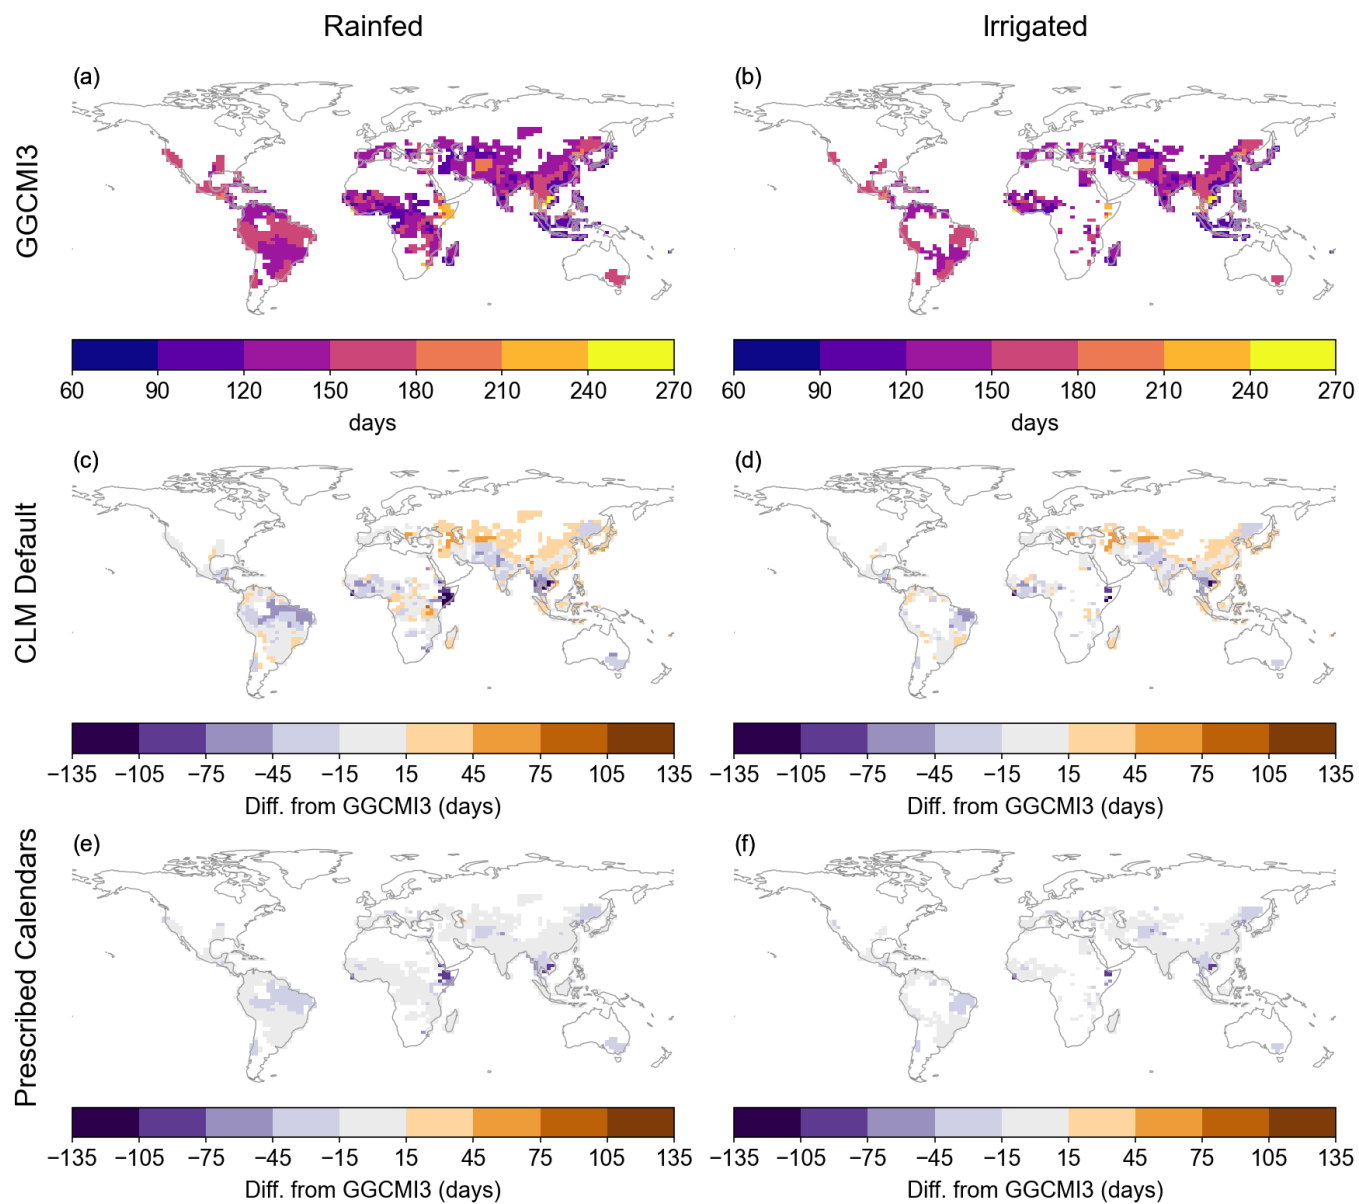 Rainfed Irrigated
(a) (b)
GGCMI3
60 90 120 150 180 210 240 270
days
60 90 120 150 180 210 240 270
days
(c) (d)
CLM Default
−135 −105 −75 −45 −15 15 45 75 105 135
Diff. from GGCMI3 (days)
−135 −105 −75 −45 −15 15 45 75 105 135
Diff. from GGCMI3 (days)
(e) (f)
Prescribed Calendars
−135 −105 −75 −45 −15 15 45 75 105 135
Diff. from GGCMI3 (days)
−135 −105 −75 −45 −15 15 45 75 105 135
Diff. from GGCMI3 (days)